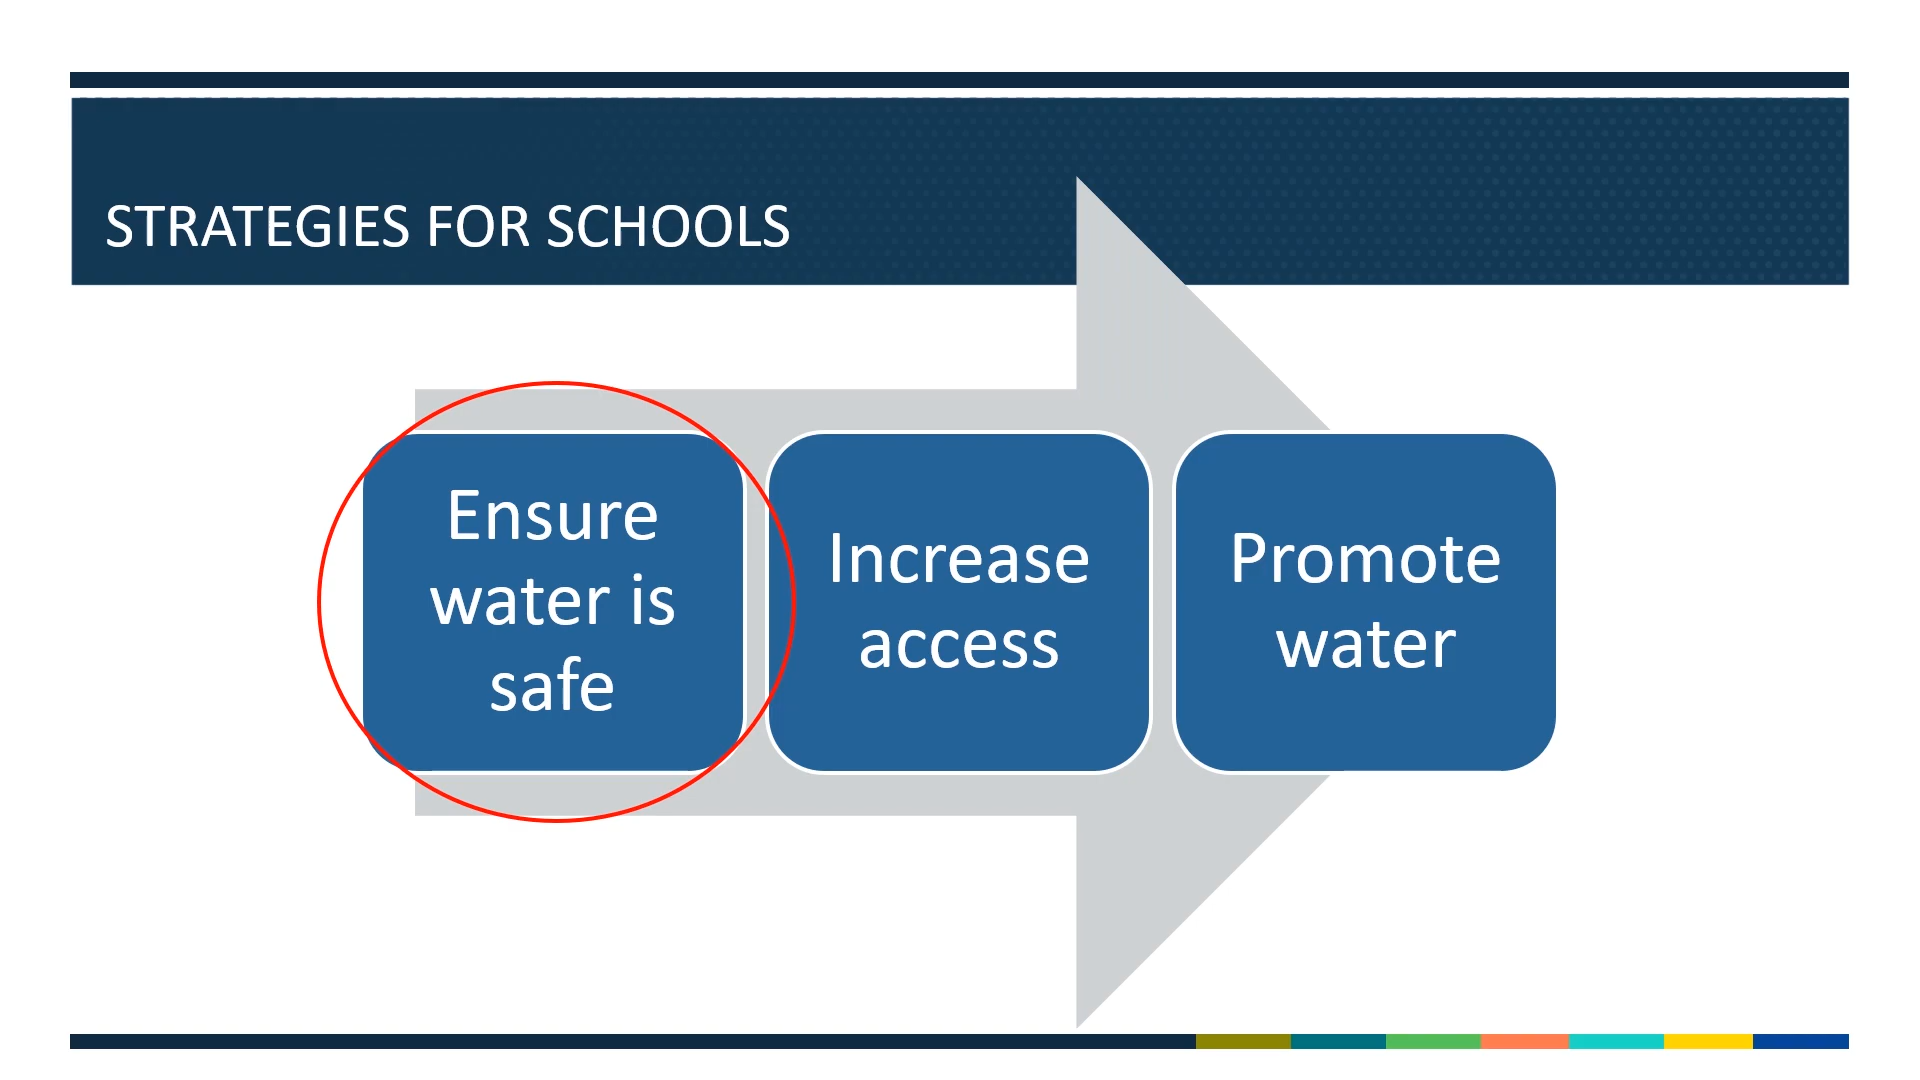 STRATEGIES FOR SCHOOLS
Ensure
water is
safe
Increase
access
Promote
water